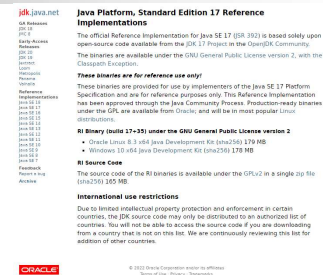 jdk.java.net
GA Releases
JDK 18
JMC 8
Early-Access
Releases
JDK 20
JDK 19
Jextract
Loom
Metropolis
Panama
Valhalla
Reference
Implementations
Java SE 18
Java SE 17
Java SE 16
Java SE 15
Java SE 14
Java SE 13
Java SE 12
Java SE 11
Java SE 10
Java SE 9
Java SE 8
Java SE 7
Feedback
Report a bug
Archive
Java Platform, Standard Edition 17 Reference
Implementations
The official Reference Implementation for Java SE 17 (JSR 392) is based solely upon
open-source code available from the JDK 17 Project in the OpenJDK Community.
The binaries are available under the GNU General Public License version 2, with the
Classpath Exception.
These binaries are for reference use only!
These binaries are provided for use by implementers of the Java SE 17 Platform
Specification and are for reference purposes only. This Reference Implementation
has been approved through the Java Community Process. Production-ready binaries
under the GPL are available from Oracle; and will be in most popular Linux
distributions.
RI Binary (build 17+35) under the GNU General Public License version 2
• Oracle Linux 8.3 x64 Java Development Kit (sha256) 179 MB
• Windows 10 x64 Java Development Kit (sha256) 178 MB
RI Source Code
The source code of the RI binaries is available under the GPLv2 in a single zip file
(sha256) 165 MB.
International use restrictions
Due to limited intellectual property protection and enforcement in certain
countries, the JDK source code may only be distributed to an authorized list of
countries. You will not be able to access the source code if you are downloading
from a country that is not on this list. We are continuously reviewing this list for
addition of other countries.
ORACLE
© 2022 Oracle Corporation and/or its affiliates
Terms of Use · Privacy · Trademarks